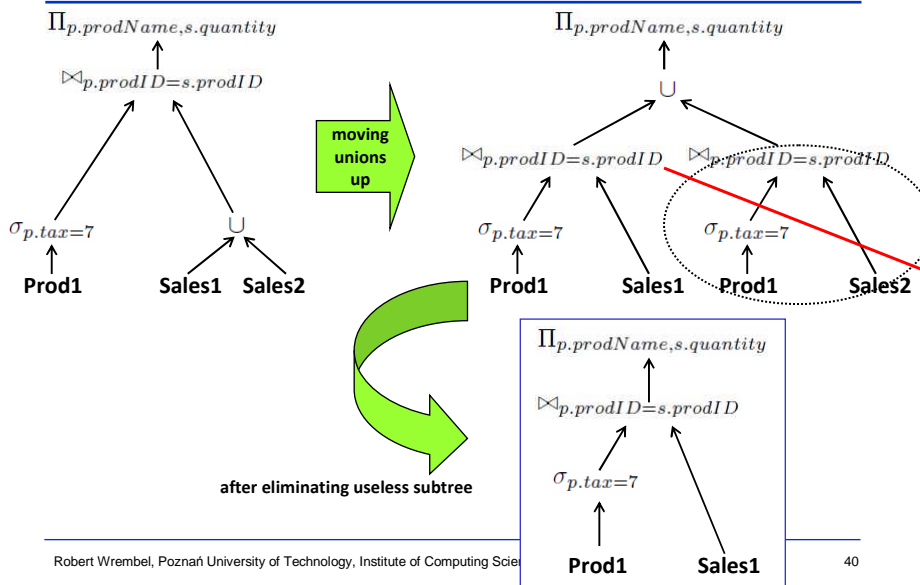 Πp.prodName,s.quantity
⋈p.prodID=s.prodID
σp.tax=7
∪
Prod1 Sales1 Sales2
moving
unions
up
Πp.prodName,s.quantity
∪
⋈p.prodID=s.prodID ⋈p.prodID=s.prodID
σp.tax=7 σp.tax=7
Prod1 Sales1 Prod1 Sales2
after eliminating useless subtree
Πp.prodName,s.quantity
⋈p.prodID=s.prodID
σp.tax=7
Prod1 Sales1
Robert Wrembel, Poznań University of Technology, Institute of Computing Scien
40